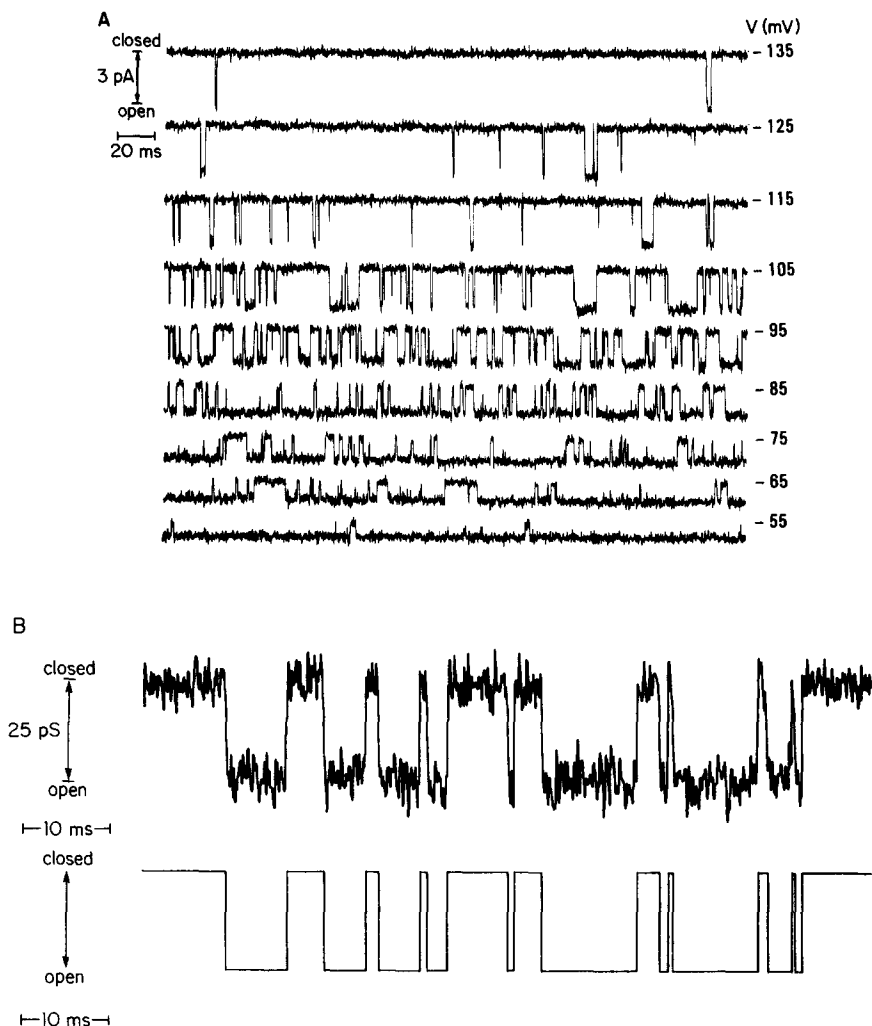 A
V (mV)
closed
3 pA
open
20 ms
- 135
- 125
- 115
- 105
- 95
- 85
- 75
- 65
- 55
B
closed
25 pS
open
10 ms
closed
open
10 ms